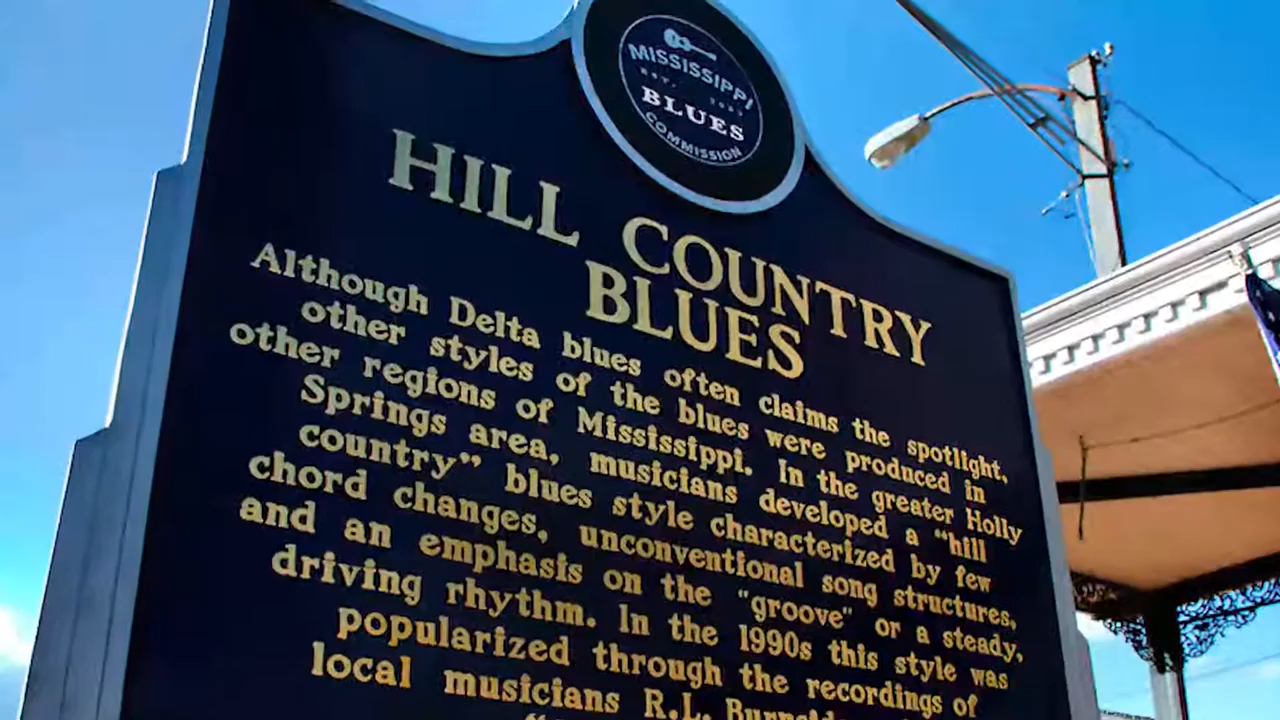 MISSISSIPPI
BLUES
COMMISSION
HILL COUNTRY
BLUES
Although Delta blues often claims the spotlight,
other styles of the blues were produced in
other regions of Mississippi. In the greater Holly
Springs area, musicians developed a “hill
country” blues style characterized by few
chord changes, unconventional song structures,
and an emphasis on the "groove" or a steady,
driving rhythm. In the 1990s this style was
popularized through the recordings of
local musicians R.L.